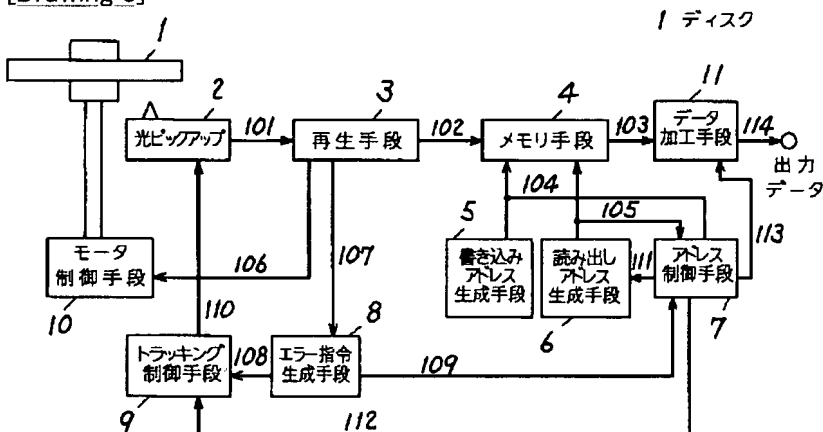 1 ディスク
1
2
3
4
11
光ピックアップ
101
再生手段
102
メモリ手段
103
データ
加工手段
114
出力
データ
104
105
113
5
書き込み
アドレス
生成手段
読み出し
アドレス
生成手段
111
アドレス
制御手段
6
7
モータ
制御手段
10
106
107
110
8
トラッキング
制御手段
108
エラー指令
生成手段
109
9
112